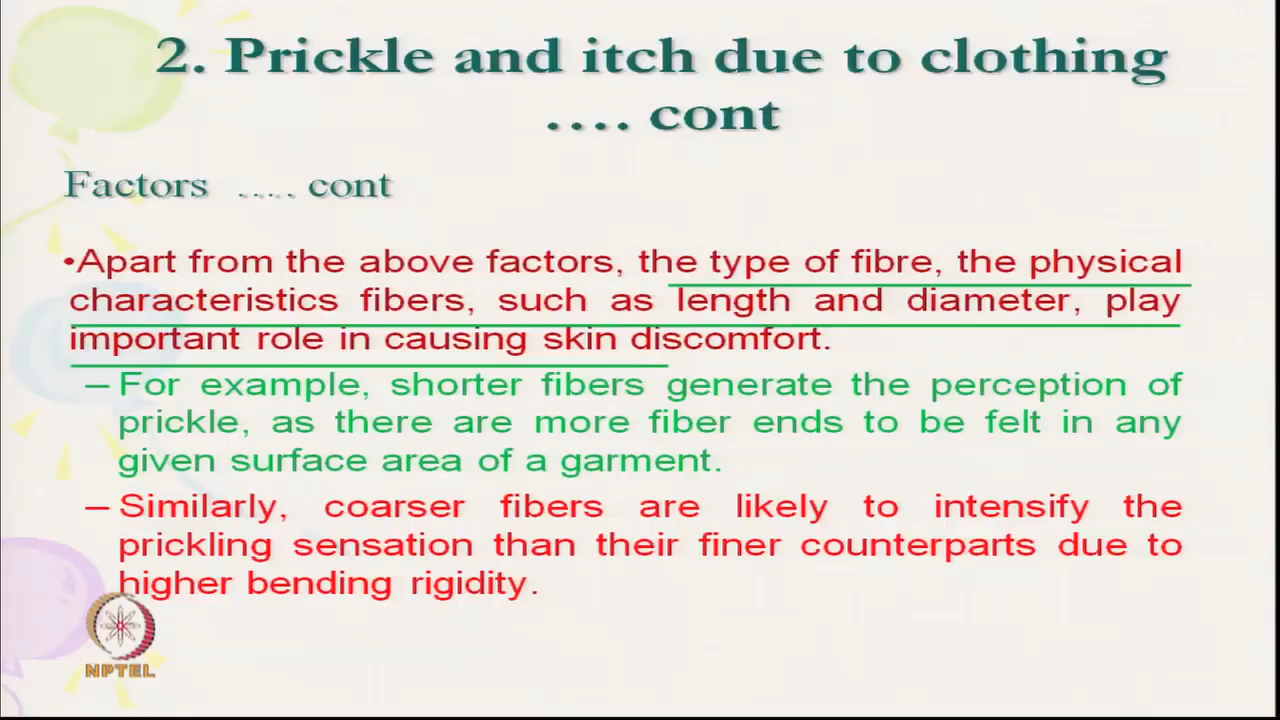 2. Prickle and itch due to clothing
.... cont
Factors ..... cont
•Apart from the above factors, the type of fibre, the physical
characteristics fibers, such as length and diameter, play
important role in causing skin discomfort.
– For example, shorter fibers generate the perception of
prickle, as there are more fiber ends to be felt in any
given surface area of a garment.
– Similarly, coarser fibers are likely to intensify the
prickling sensation than their finer counterparts due to
higher bending rigidity.
NPTEL